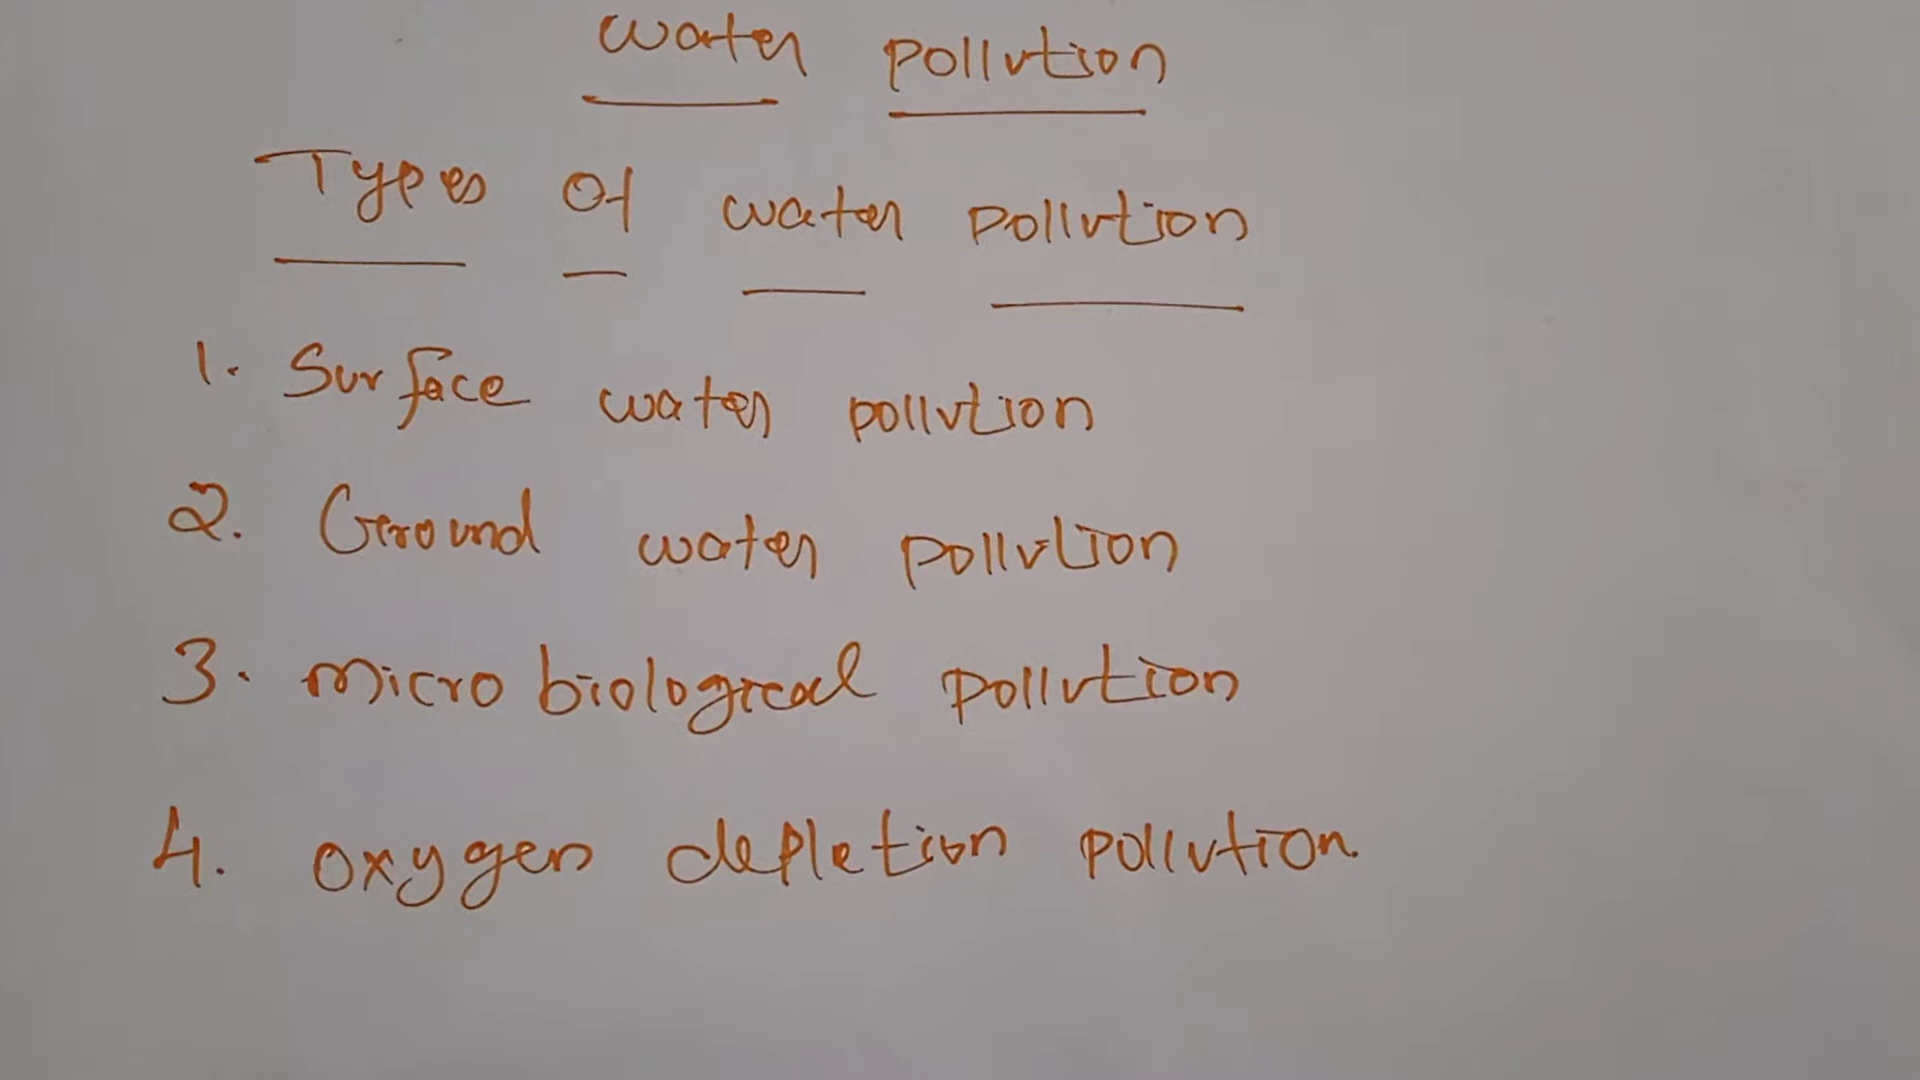 water pollution
Types of water pollution
1. Surface water pollution
2. Ground water pollution
3. micro biological pollution
4. oxygen depletion pollution.